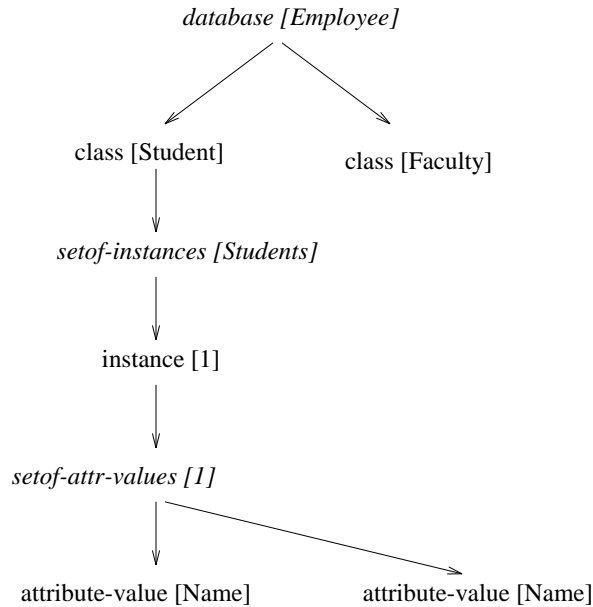 database [Employee]
class [Student]
class [Faculty]
setof-instances [Students]
instance [1]
setof-attr-values [1]
attribute-value [Name]
attribute-value [Name]